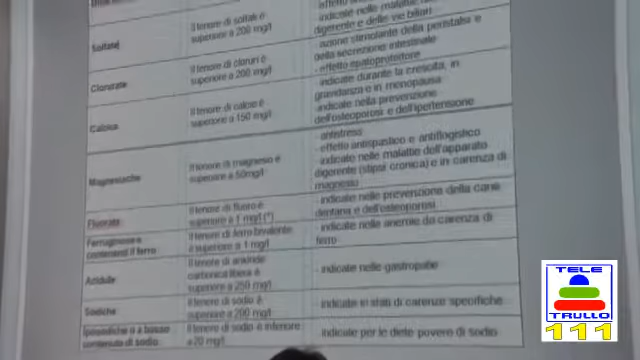 effetto
- indicate nelle malattie
digerente e delle vie biliari
Solfate
Il tenore di solfati è
superiore a 200 mg/l
- azione stimolante della peristalsi e
della secrezione intestinale
- effetto epatoprotettore
Clorurate
Il tenore di cloruri è
superiore a 200 mg/l
- indicate durante la crescita, in
gravidanza e in menopausa
- indicate nella prevenzione
dell'osteoporosi e dell'ipertensione
Calcica
Il tenore di calcio è
superiore a 150 mg/l
- antistress
- effetto antispastico e antiflogistico
- indicate nelle malattie dell'apparato
digerente (stipsi cronica) e in carenza di
magnesio
Magnesiache
Il tenore di magnesio è
superiore a 50mg/l
Fluorate
Il tenore di fluoro è
superiore a 1 mg/l (*)
- indicate nelle prevenzione della carie
dentaria e dell'osteoporosi
Ferruginose o
contenenti il ferro
Il tenore di ferro bivalente
è superiore a 1 mg/l
- indicate nelle anemie da carenza di
ferro
Acidule
Il tenore di anidride
carbonica libera è
superiore a 250 mg/l
- indicate nelle gastropatie
Sodiche
Il tenore di sodio è
superiore a 200 mg/l
- indicate in stati di carenze specifiche
Iposodiche o a basso
contenuto di sodio
Il tenore di sodio è inferiore
a 20 mg/l
- indicate per le diete povere di sodio
TELE
TRULLO
111